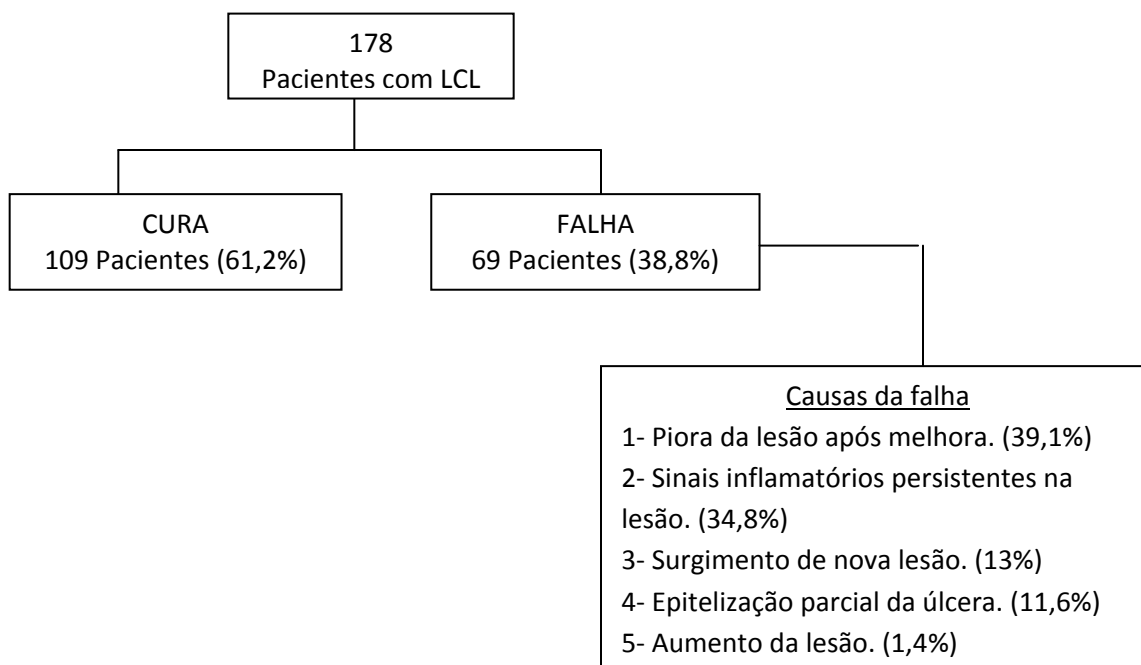 178
Pacientes com LCL
CURA
109 Pacientes (61,2%)
FALHA
69 Pacientes (38,8%)
Causas da falha
1- Piora da lesão após melhora. (39,1%)
2- Sinais inflamatórios persistentes na
lesão. (34,8%)
3- Surgimento de nova lesão. (13%)
4- Epitelização parcial da úlcera. (11,6%)
5- Aumento da lesão. (1,4%)